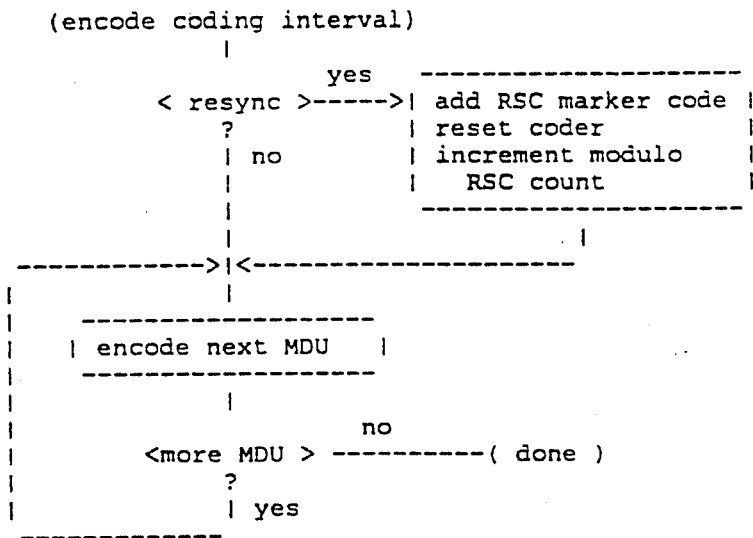 (encode coding interval)
yes
< resync >----->| add RSC marker code |
? | reset coder |
| no | increment modulo |
| RSC count |
| encode next MDU |
no
<more MDU > ----------( done )
?
| yes